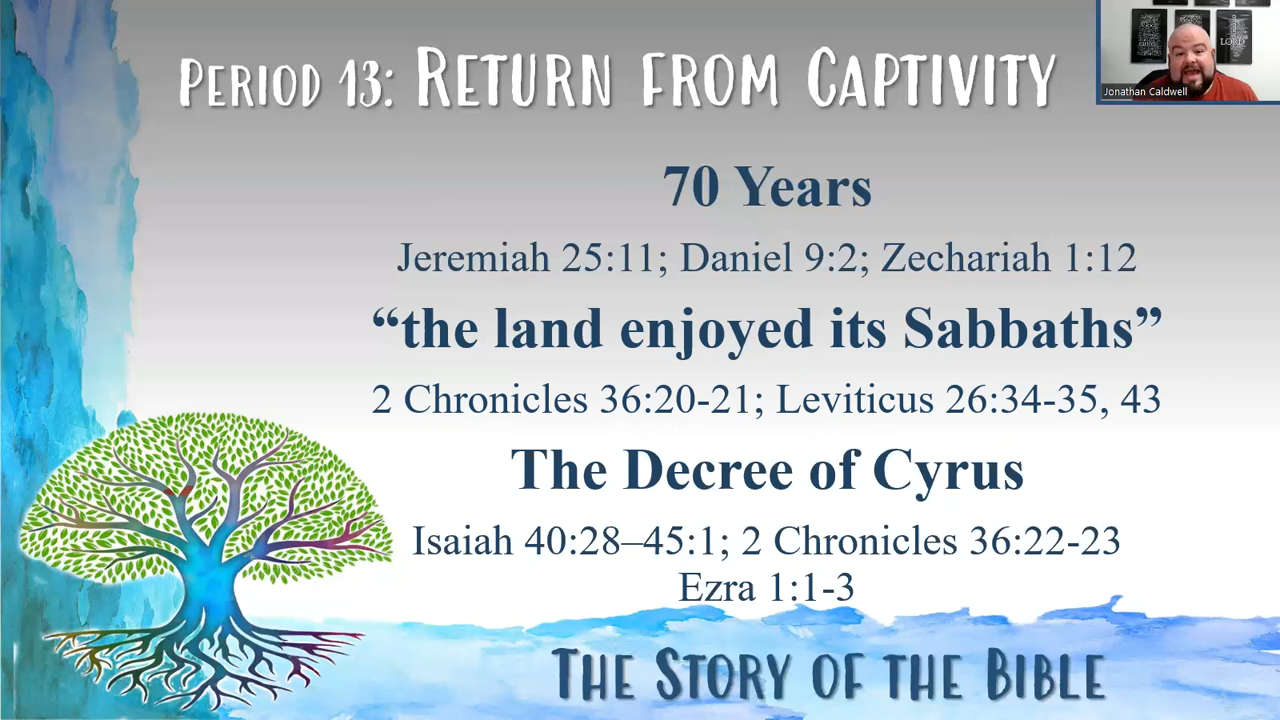 Period 13: Return from Captivity
LORD
Jonathan Caldwell
70 Years
Jeremiah 25:11; Daniel 9:2; Zechariah 1:12
“the land enjoyed its Sabbaths”
2 Chronicles 36:20-21; Leviticus 26:34-35, 43
The Decree of Cyrus
Isaiah 40:28–45:1; 2 Chronicles 36:22-23
Ezra 1:1-3
The Story of the Bible